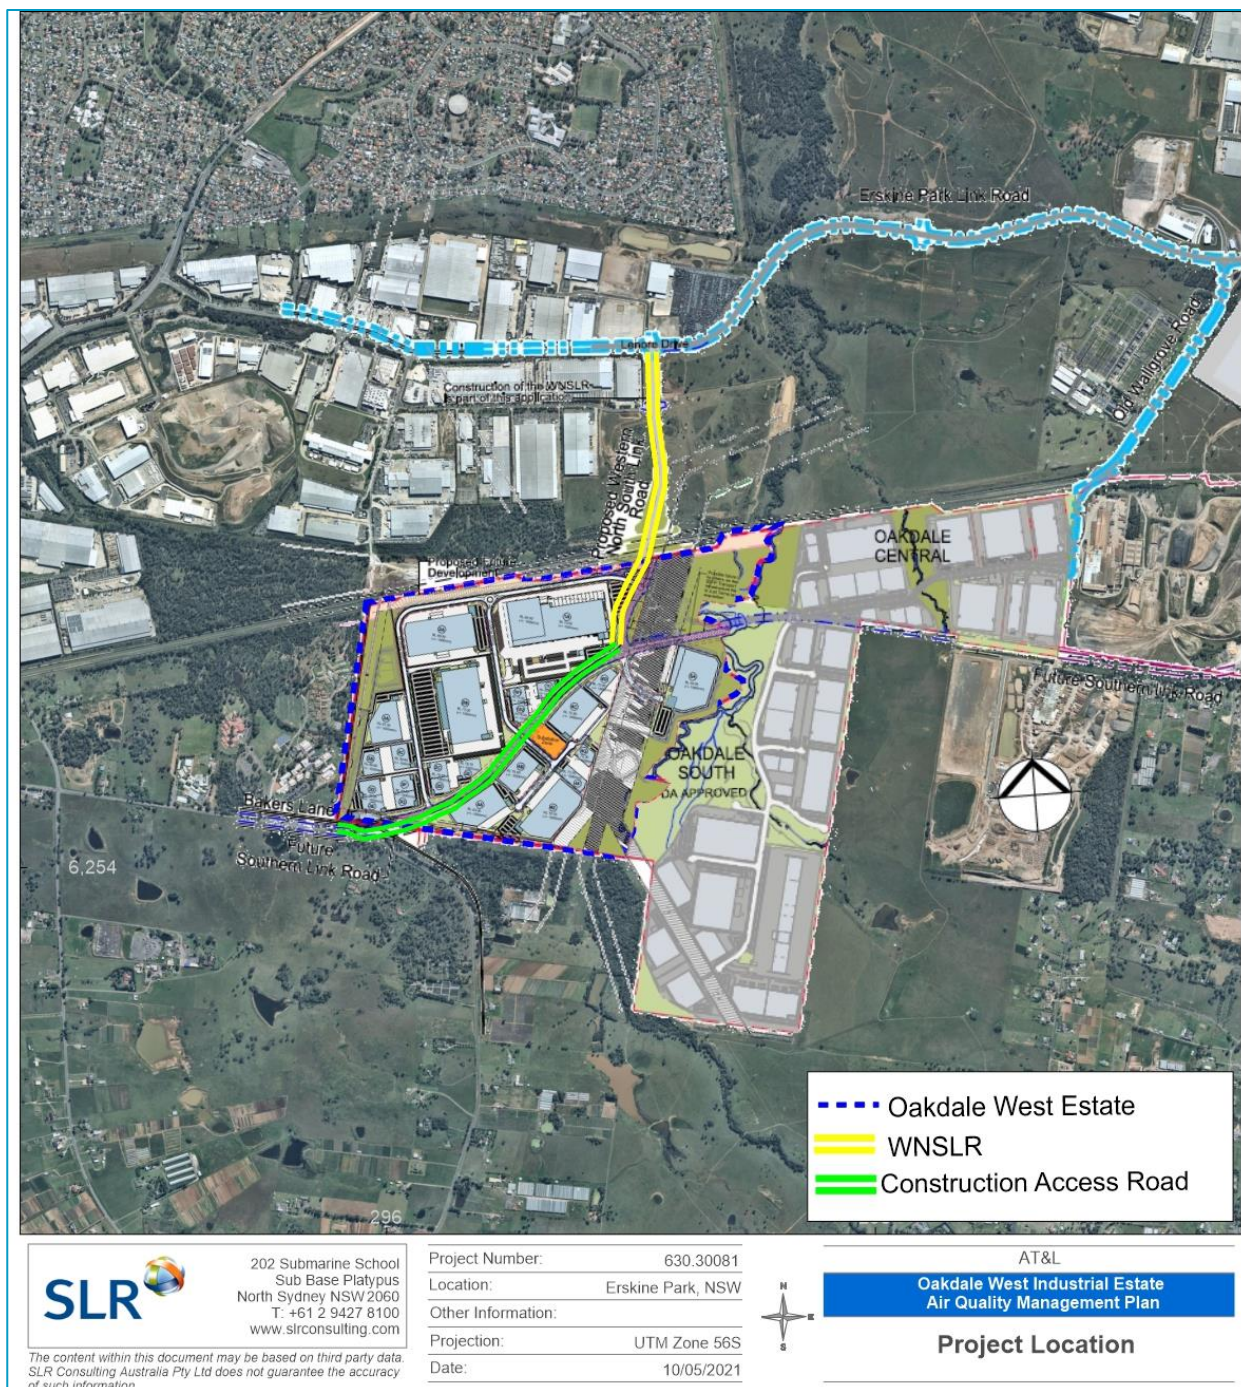 Erskine Park Link Road
Old Wallgrove Road
Lenore Drive
Construction of the WNSLR
is part of this application
Proposed Western
North South Link
Road
OAKDALE
CENTRAL
Proposed Future
Development
Future Southern Link Road
OAKDALE
SOUTH
DA APPROVED
Bakers Lane
Future
Southern Link Road
6,254
296
Oakdale West Estate
WNSLR
Construction Access Road
SLR
202 Submarine School
Sub Base Platypus
North Sydney NSW 2060
T: +61 2 9427 8100
www.slrconsulting.com
The content within this document may be based on third party data.
SLR Consulting Australia Pty Ltd does not guarantee the accuracy
of such information.
Project Number: 630.30081
Location: Erskine Park, NSW
Other Information:
Projection: UTM Zone 56S
Date: 10/05/2021
N
E
S
AT&L
Oakdale West Industrial Estate
Air Quality Management Plan
Project Location